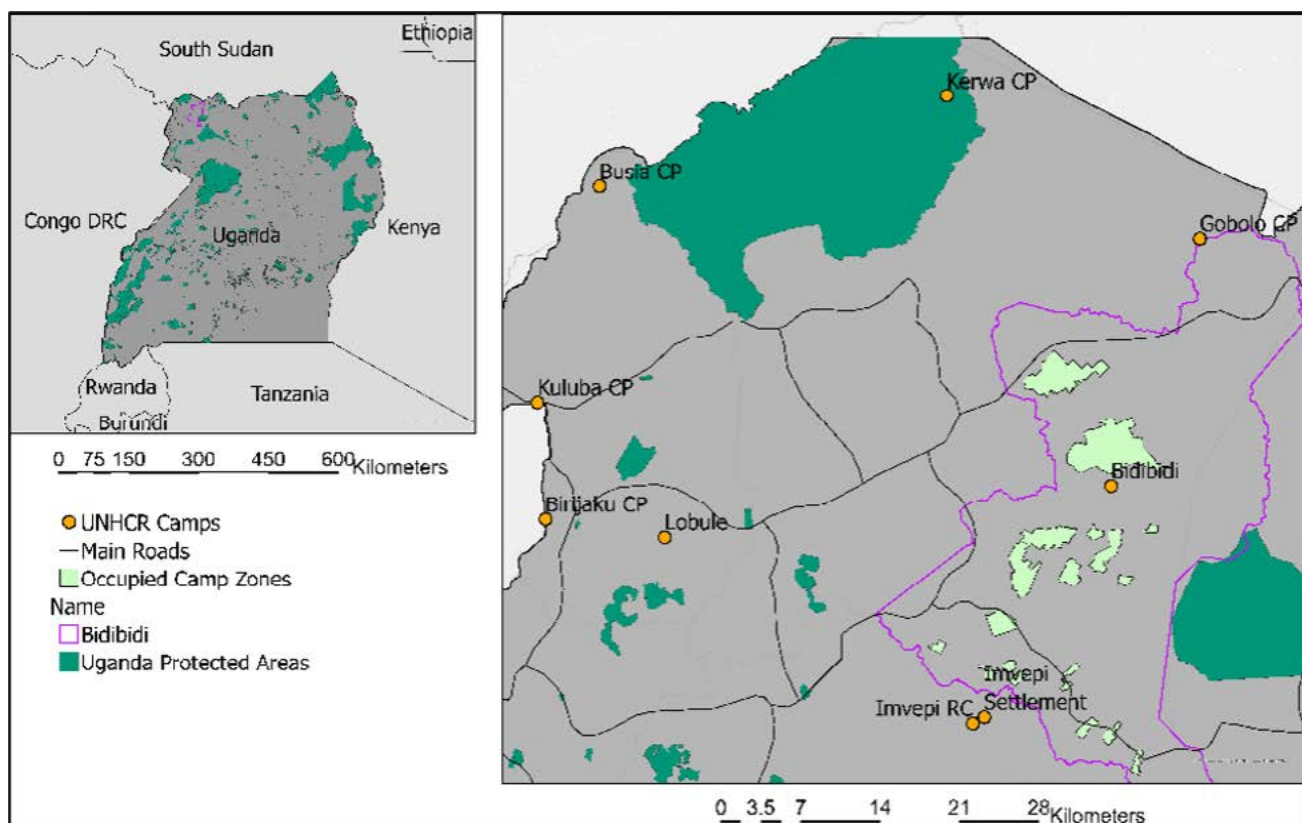 Ethiopia
South Sudan
Congo DRC
Uganda
Kenya
Rwanda
Burundi
Tanzania
0 75 150 300 450 600 Kilometers
UNHCR Camps
Main Roads
Occupied Camp Zones
Name
Bidibidi
Uganda Protected Areas
Kerwa CP
Busia CP
Gobolo CP
Kuluba CP
Bidibidi
Birijaku CP
Lobule
Imvepi
Settlement
Imvepi RC
0 3.5 7 14 21 28 Kilometers